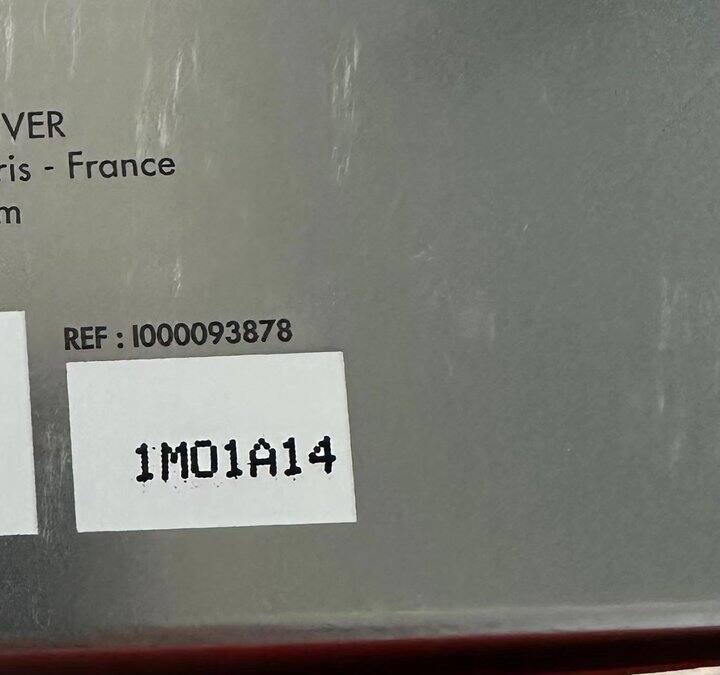 VER
ris - France
m
REF : I000093878
1M01A14